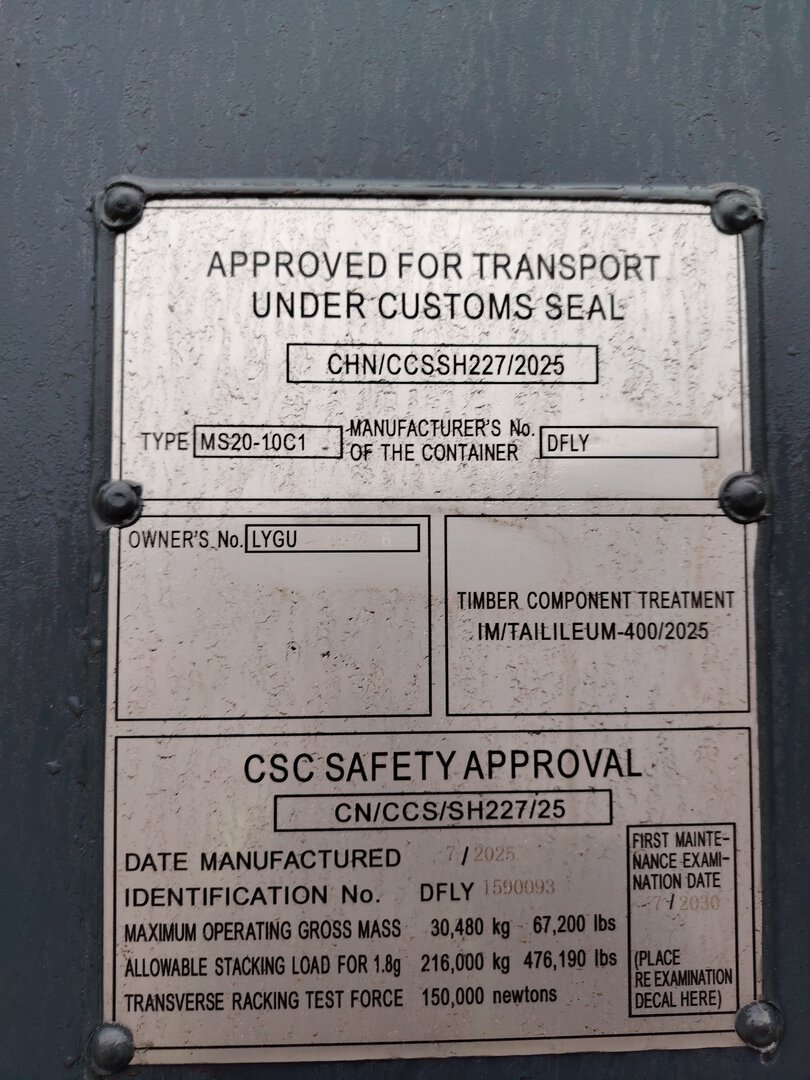 APPROVED FOR TRANSPORT
UNDER CUSTOMS SEAL
CHN/CCSSH227/2025
TYPE MS20-10C1 MANUFACTURER'S No. OF THE CONTAINER DFLY
OWNER'S No. LYGU 6
TIMBER COMPONENT TREATMENT
IM/TAILILEUM-400/2025
CSC SAFETY APPROVAL
CN/CCS/SH227/25
DATE MANUFACTURED 7/2025
IDENTIFICATION No. DFLY 1590093
MAXIMUM OPERATING GROSS MASS 30,480 kg 67,200 lbs
ALLOWABLE STACKING LOAD FOR 1.8g 216,000 kg 476,190 lbs
TRANSVERSE RACKING TEST FORCE 150,000 newtons
FIRST MAINTE-
NANCE EXAMI-
NATION DATE
7/2030
(PLACE
RE EXAMINATION
DECAL HERE)